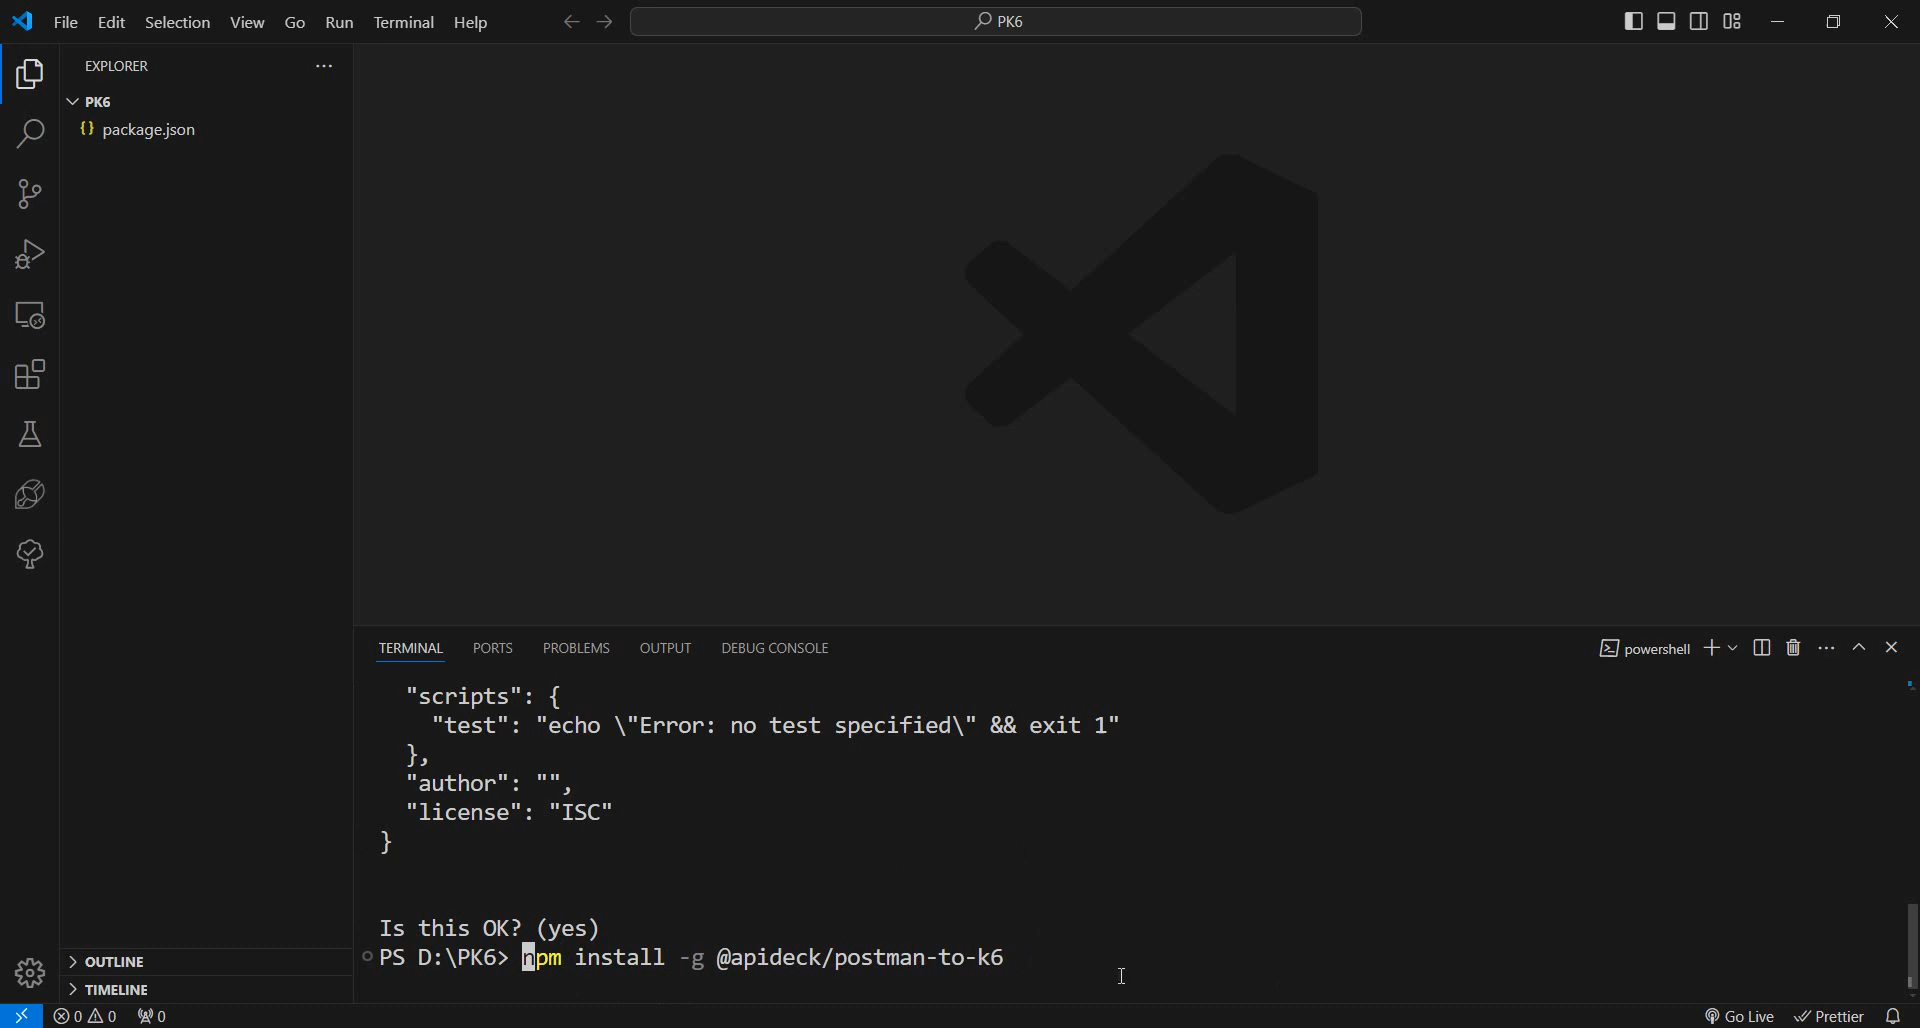 File Edit Selection View Go Run Terminal Help
PK6
EXPLORER
PK6
{} package.json
TERMINAL PORTS PROBLEMS OUTPUT DEBUG CONSOLE
powershell
"scripts": {
"test": "echo \"Error: no test specified\" && exit 1"
},
"author": "",
"license": "ISC"
}
Is this OK? (yes)
PS D:\PK6> npm install -g @apideck/postman-to-k6
OUTLINE
TIMELINE
0 0 0
Go Live Prettier